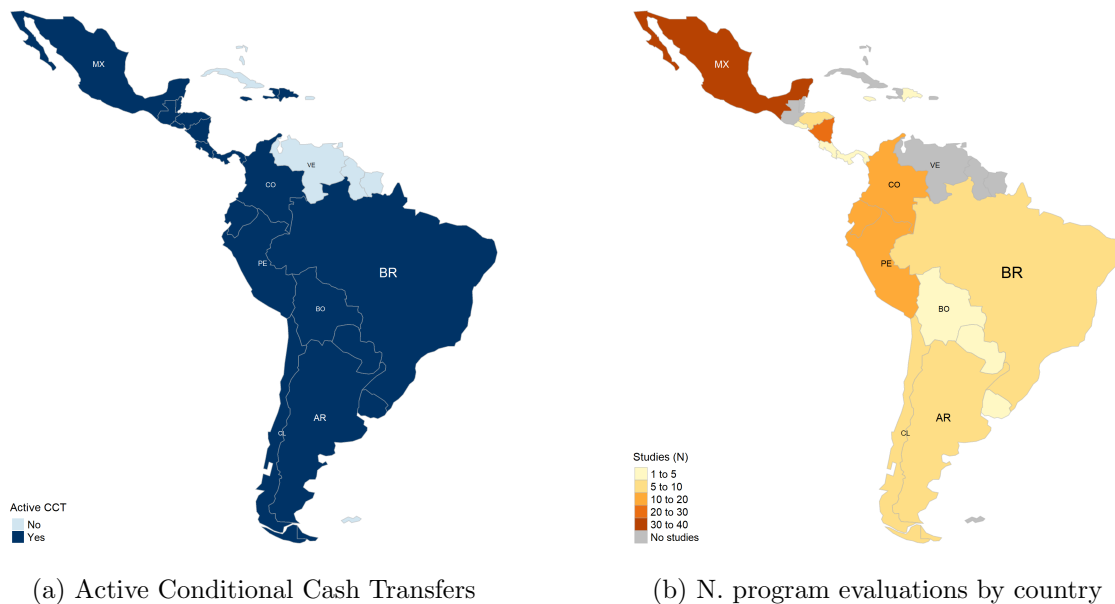 MX
VE
CO
PE
BR
BO
AR
CL
Active CCT
No
Yes
(a) Active Conditional Cash Transfers
MX
VE
CO
PE
BR
BO
AR
CL
Studies (N)
1 to 5
5 to 10
10 to 20
20 to 30
30 to 40
No studies
(b) N. program evaluations by country